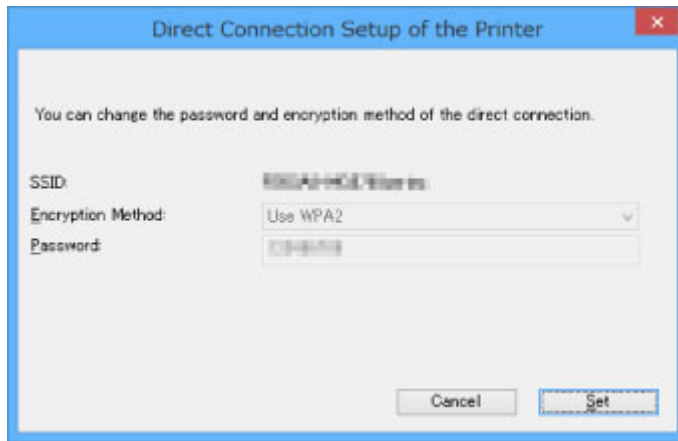 Direct Connection Setup of the Printer
You can change the password and encryption method of the direct connection.
SSID:
Encryption Method: Use WPA2
Password:
Cancel Set